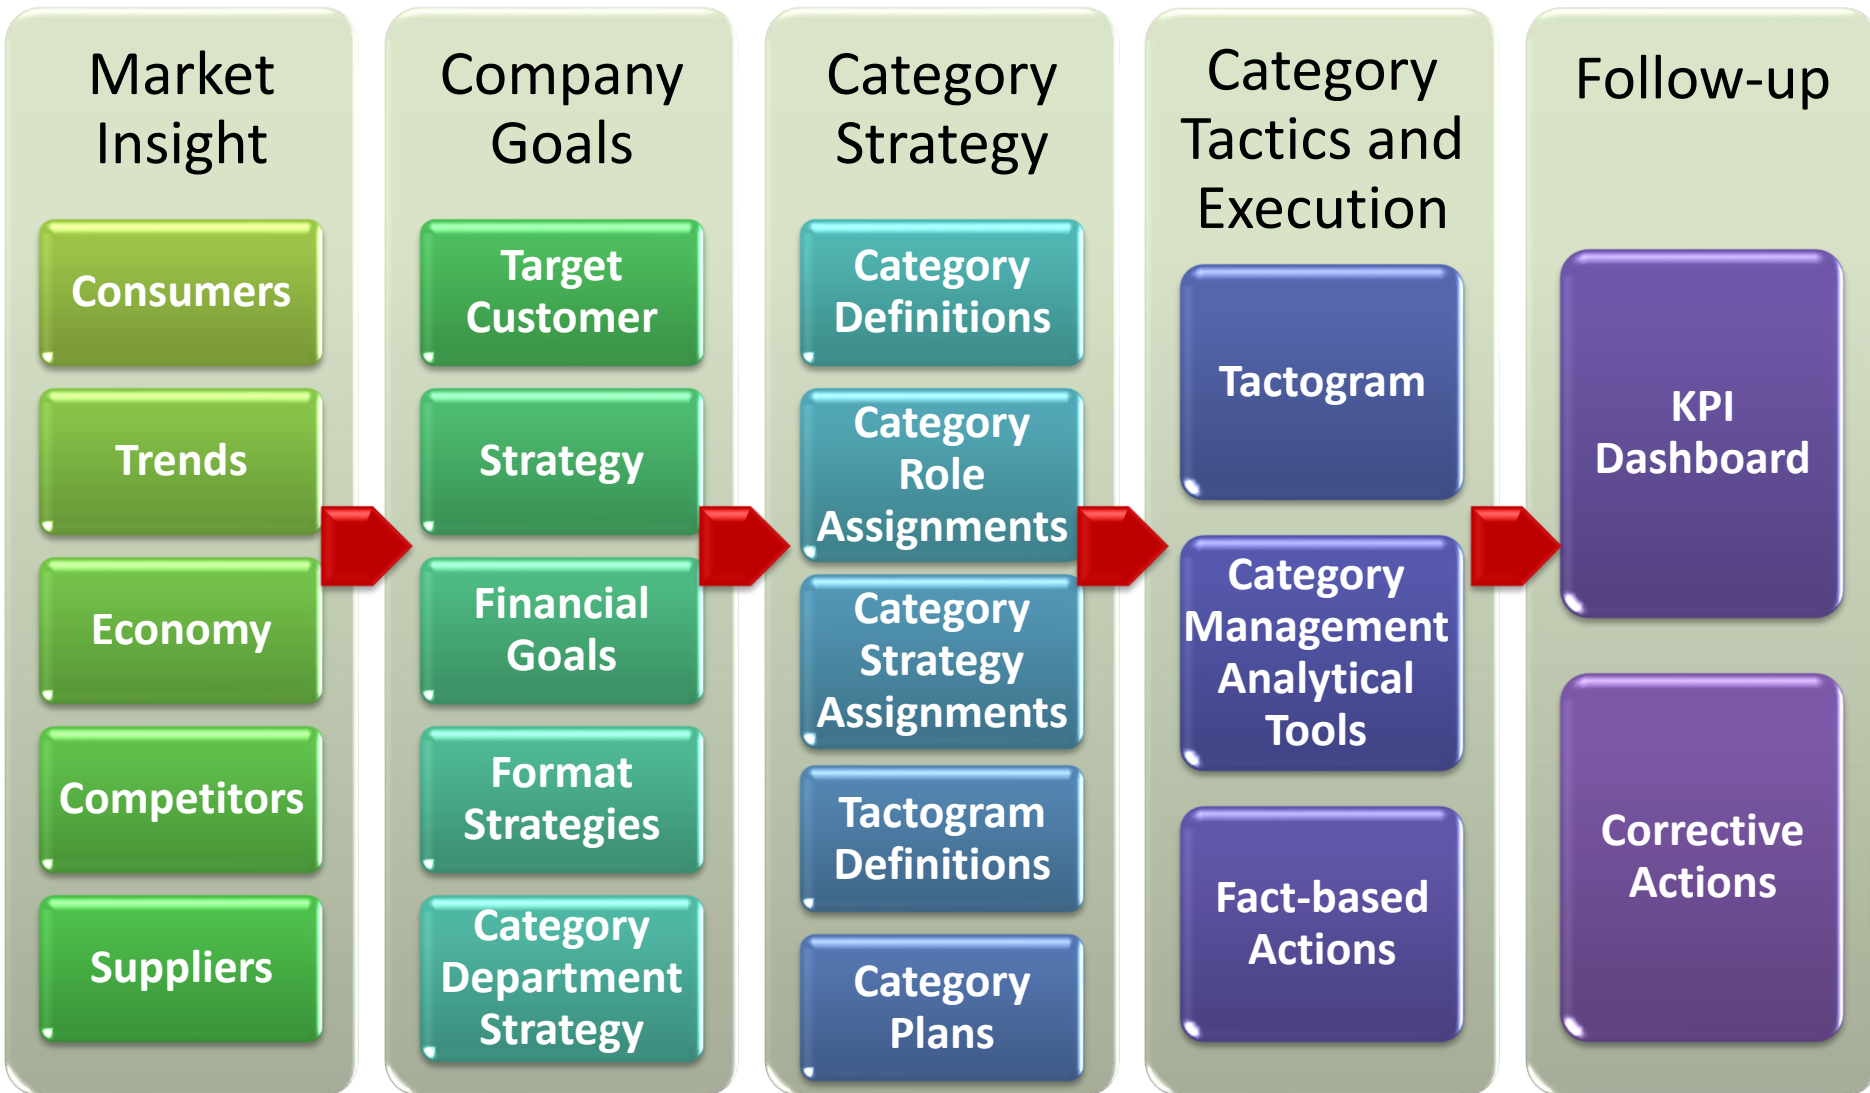 Market
Insight
Consumers
Trends
Economy
Competitors
Suppliers
Company
Goals
Target
Customer
Strategy
Financial
Goals
Format
Strategies
Category
Department
Strategy
Category
Strategy
Category
Definitions
Category
Role
Assignments
Category
Strategy
Assignments
Tactogram
Definitions
Category
Plans
Category
Tactics and
Execution
Tactogram
Category
Management
Analytical
Tools
Fact-based
Actions
Follow-up
KPI
Dashboard
Corrective
Actions